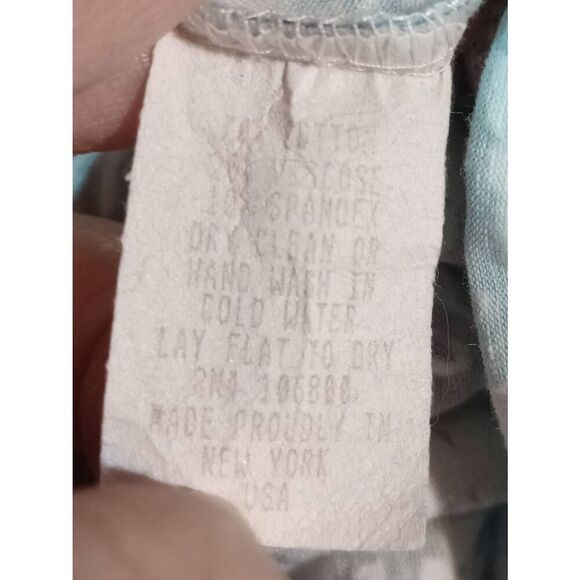 COTTON
SPANDEX
DRY CLEAN OR
HAND WASH IN
COLD WATER
LAY FLAT TO DRY
RN# 106800
MADE PROUDLY IN
NEW YORK
USA